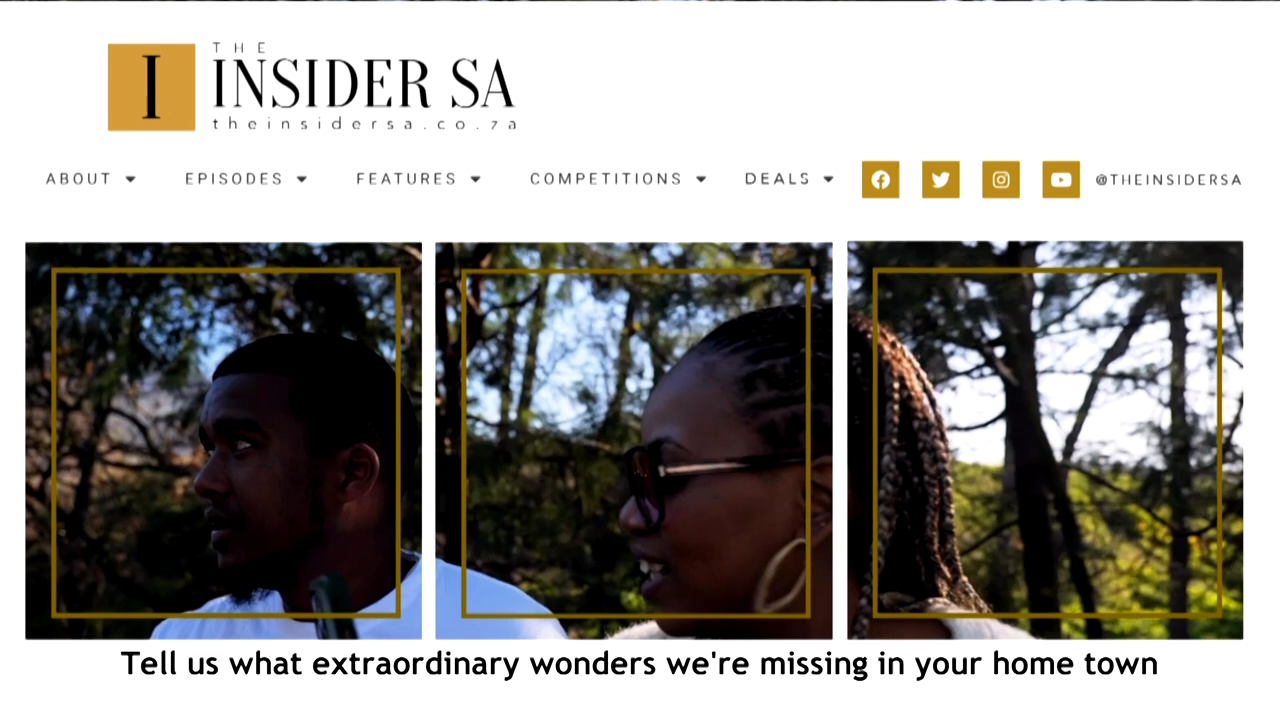 THE
I
INSIDER SA
theinsidersa.co.za
ABOUT EPISODES FEATURES COMPETITIONS DEALS @THEINSIDERSA
Tell us what extraordinary wonders we're missing in your home town